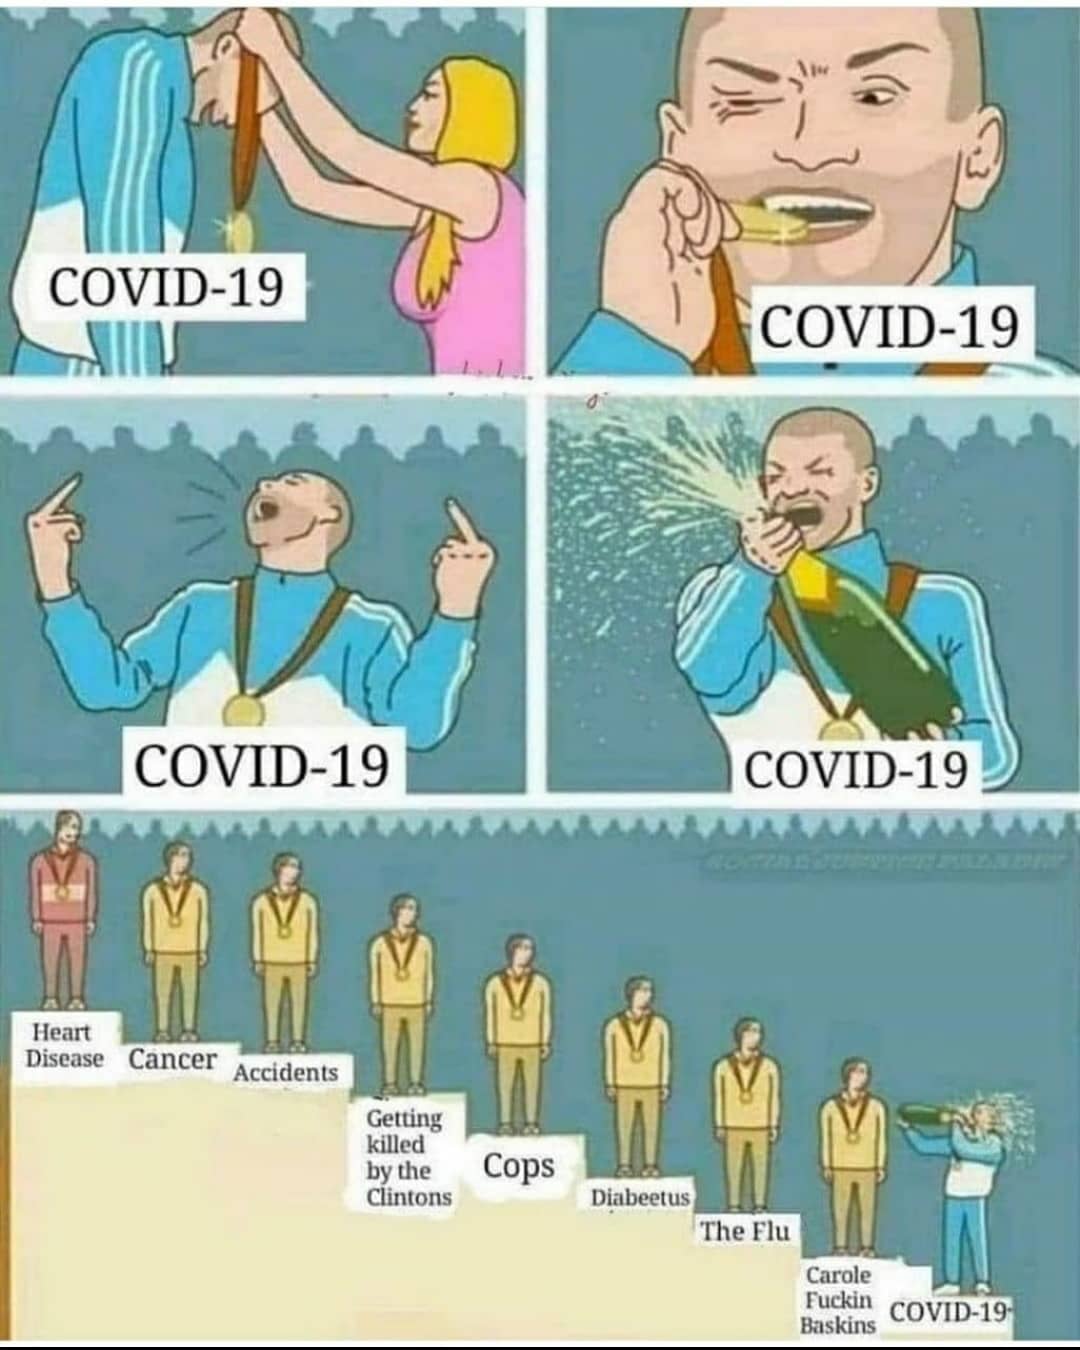 COVID-19
COVID-19
COVID-19
COVID-19
Heart
Disease
Cancer
Accidents
Getting
killed
by the
Clintons
Cops
Diabeetus
The Flu
Carole
Fuckin
Baskins
COVID-19